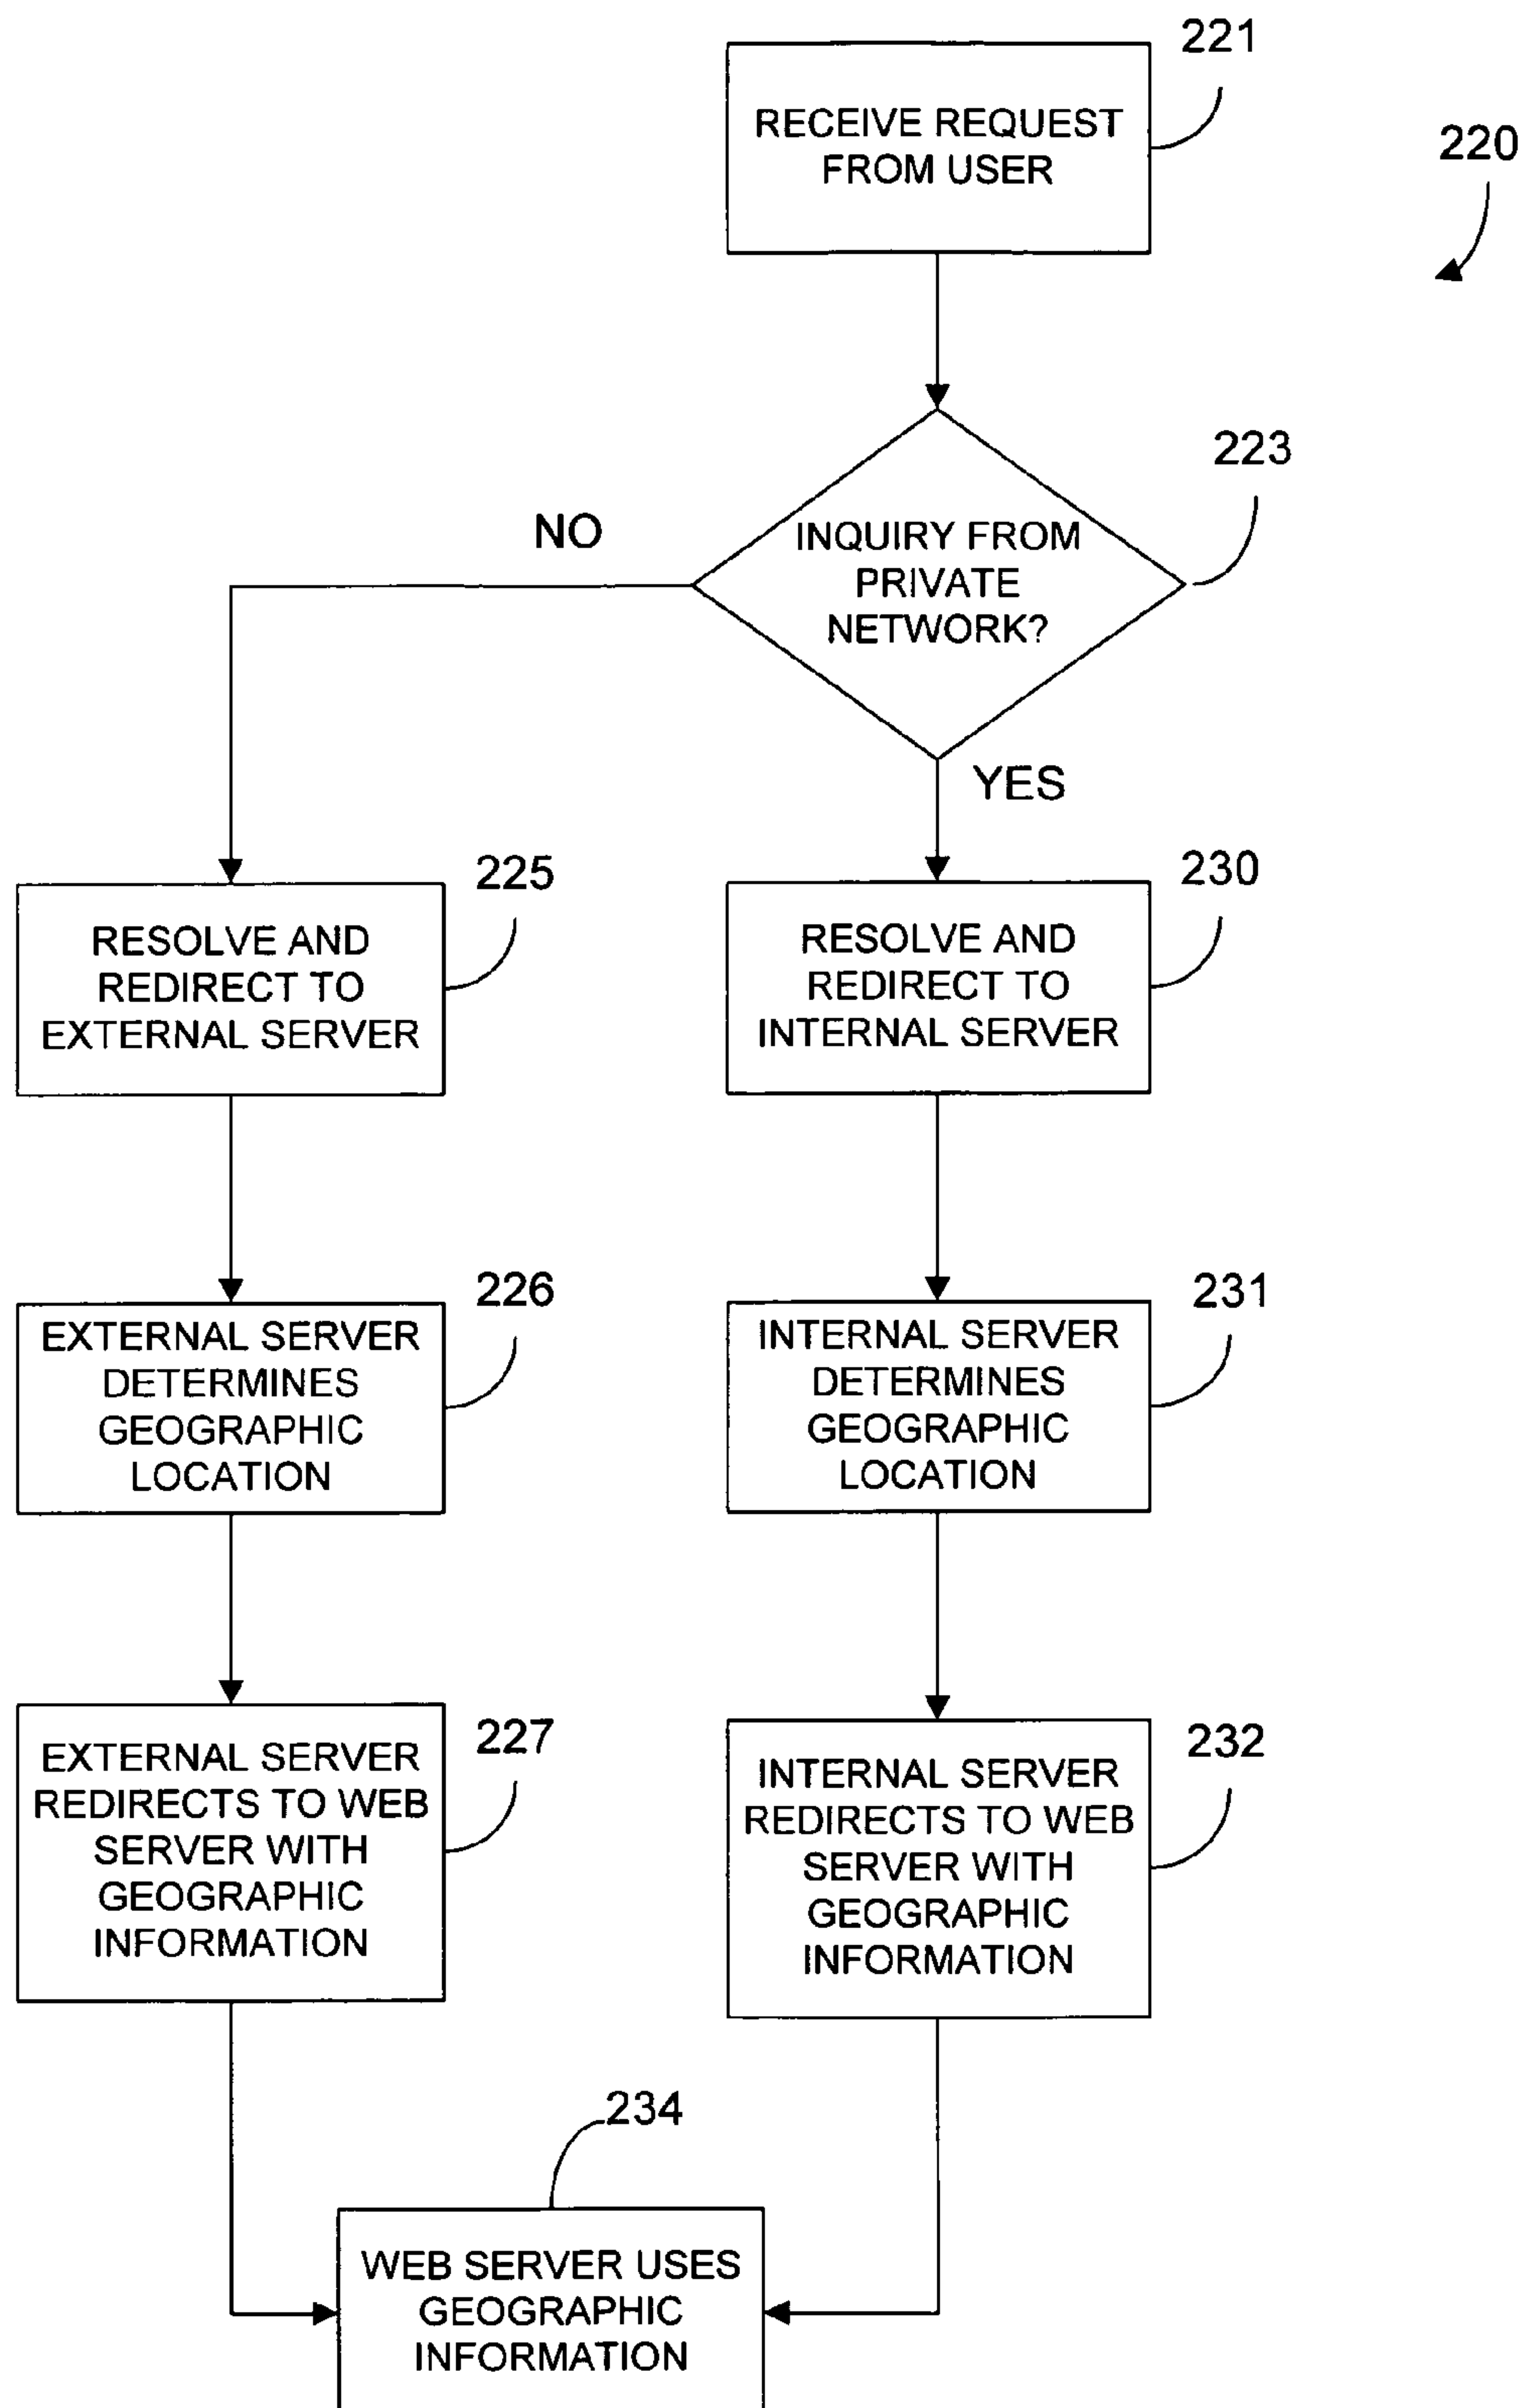 221
RECEIVE REQUEST
FROM USER
220
223
NO
INQUIRY FROM
PRIVATE
NETWORK?
YES
225
RESOLVE AND
REDIRECT TO
EXTERNAL SERVER
230
RESOLVE AND
REDIRECT TO
INTERNAL SERVER
226
EXTERNAL SERVER
DETERMINES
GEOGRAPHIC
LOCATION
231
INTERNAL SERVER
DETERMINES
GEOGRAPHIC
LOCATION
227
EXTERNAL SERVER
REDIRECTS TO WEB
SERVER WITH
GEOGRAPHIC
INFORMATION
232
INTERNAL SERVER
REDIRECTS TO WEB
SERVER WITH
GEOGRAPHIC
INFORMATION
234
WEB SERVER USES
GEOGRAPHIC
INFORMATION